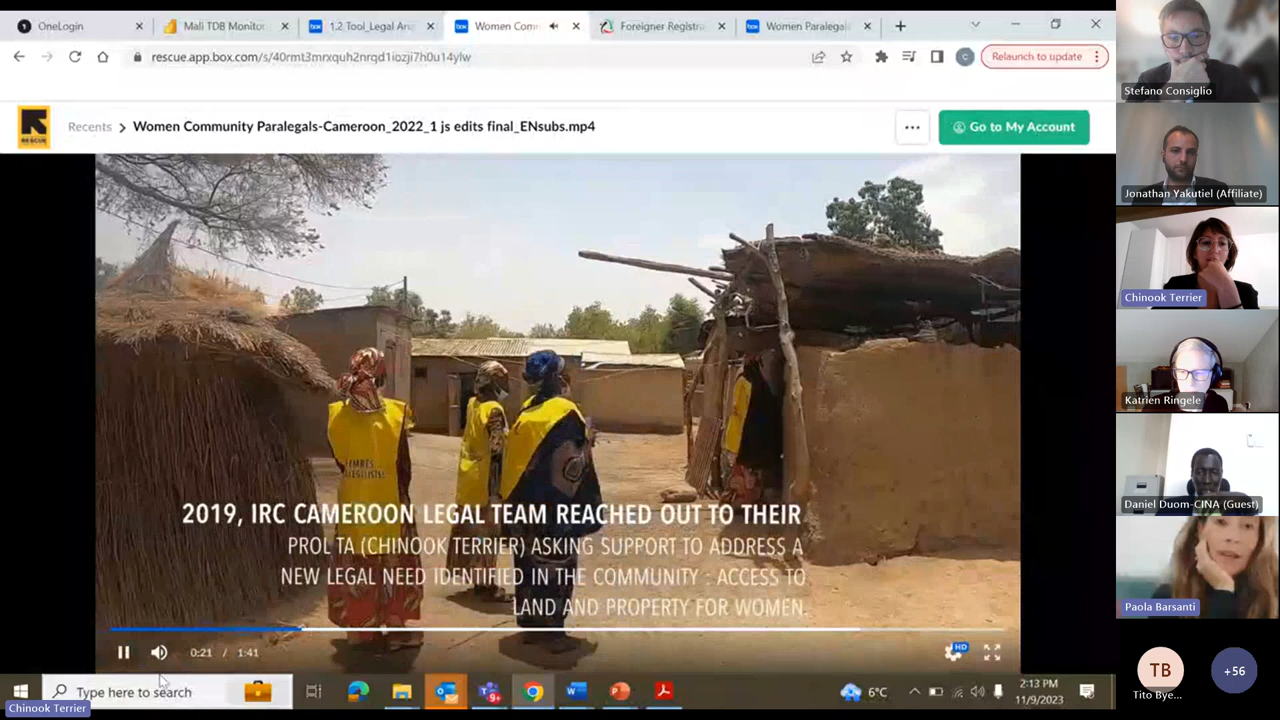 OneLogin
Mali TDB Monitor
1.2 Tool_Legal Ana
Women Com
Foreigner Registra
Women Paralegals
rescue.app.box.com/s/40rmt3mrxquh2nrqd1iozji7h0u14ylw
Relaunch to update
Recents > Women Community Paralegals-Cameroon_2022_1 js edits final_ENsubs.mp4
... Go to My Account
2019, IRC CAMEROON LEGAL TEAM REACHED OUT TO THEIR
PROL TA (CHINOOK TERRIER) ASKING SUPPORT TO ADDRESS A
NEW LEGAL NEED IDENTIFIED IN THE COMMUNITY : ACCESS TO
LAND AND PROPERTY FOR WOMEN.
0:21 / 1:41
HD
Type here to search
9+
6°C
2:13 PM
11/9/2023
Chinook Terrier
Stefano Consiglio
Jonathan Yakutiel (Affiliate)
Chinook Terrier
Katrien Ringele
Daniel Duom-CINA (Guest)
Paola Barsanti
TB
Tito Bye...
+56